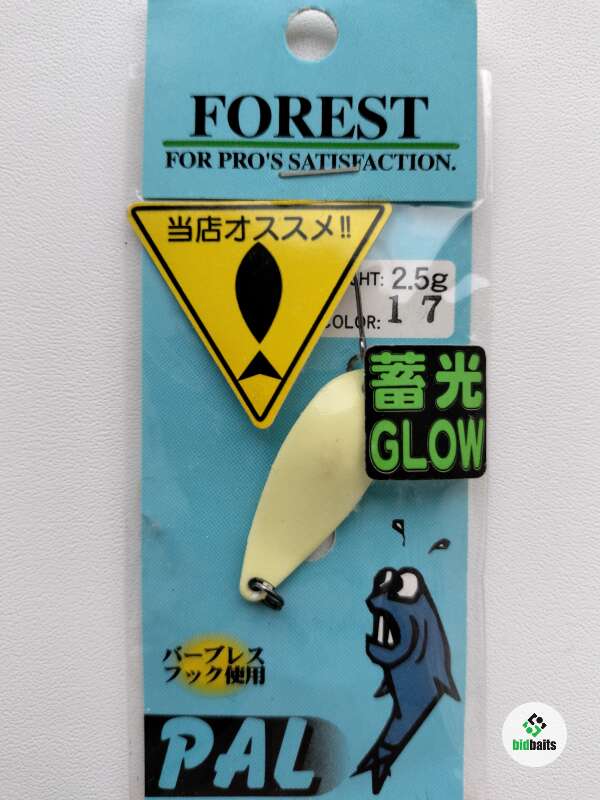 FOREST
FOR PRO'S SATISFACTION.
当店オススメ!!
HT: 2.5g
COLOR: 17
蓄光
GLOW
バーブレス
フック使用
PAL
bidbaits